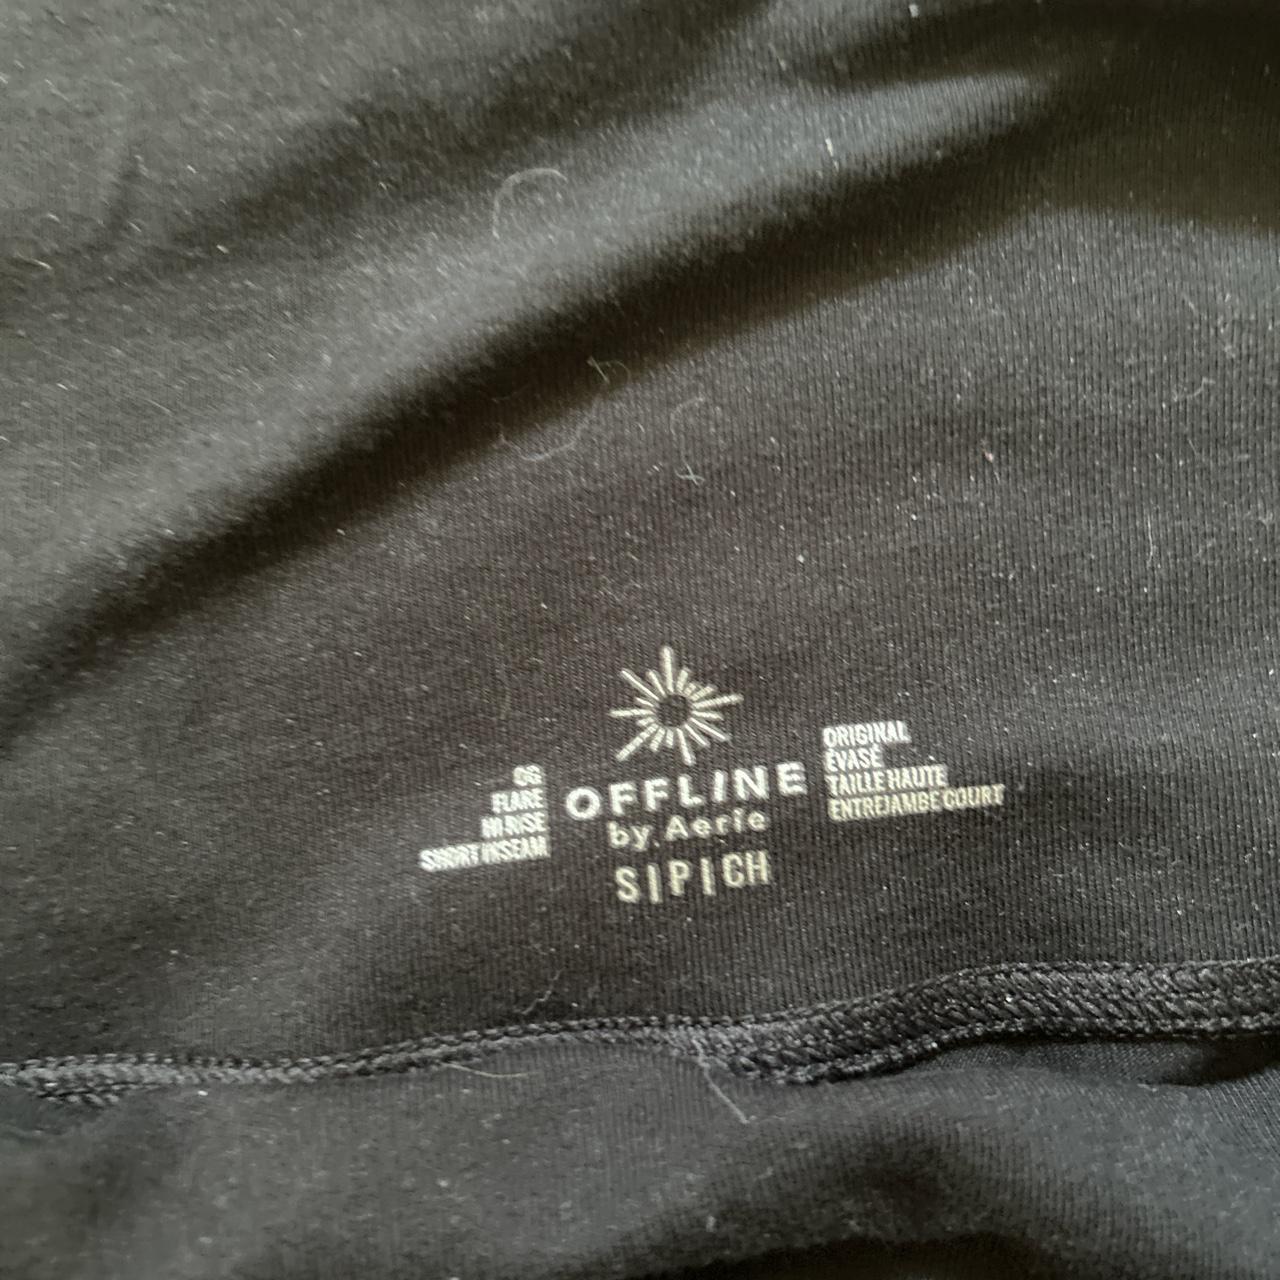 OG
FLARE
HI RISE
SHORT INSEAM
OFFLINE
by Aerie
S|P|CH
ORIGINAL
ÉVASÉ
TAILLE HAUTE
ENTREJAMBE COURT